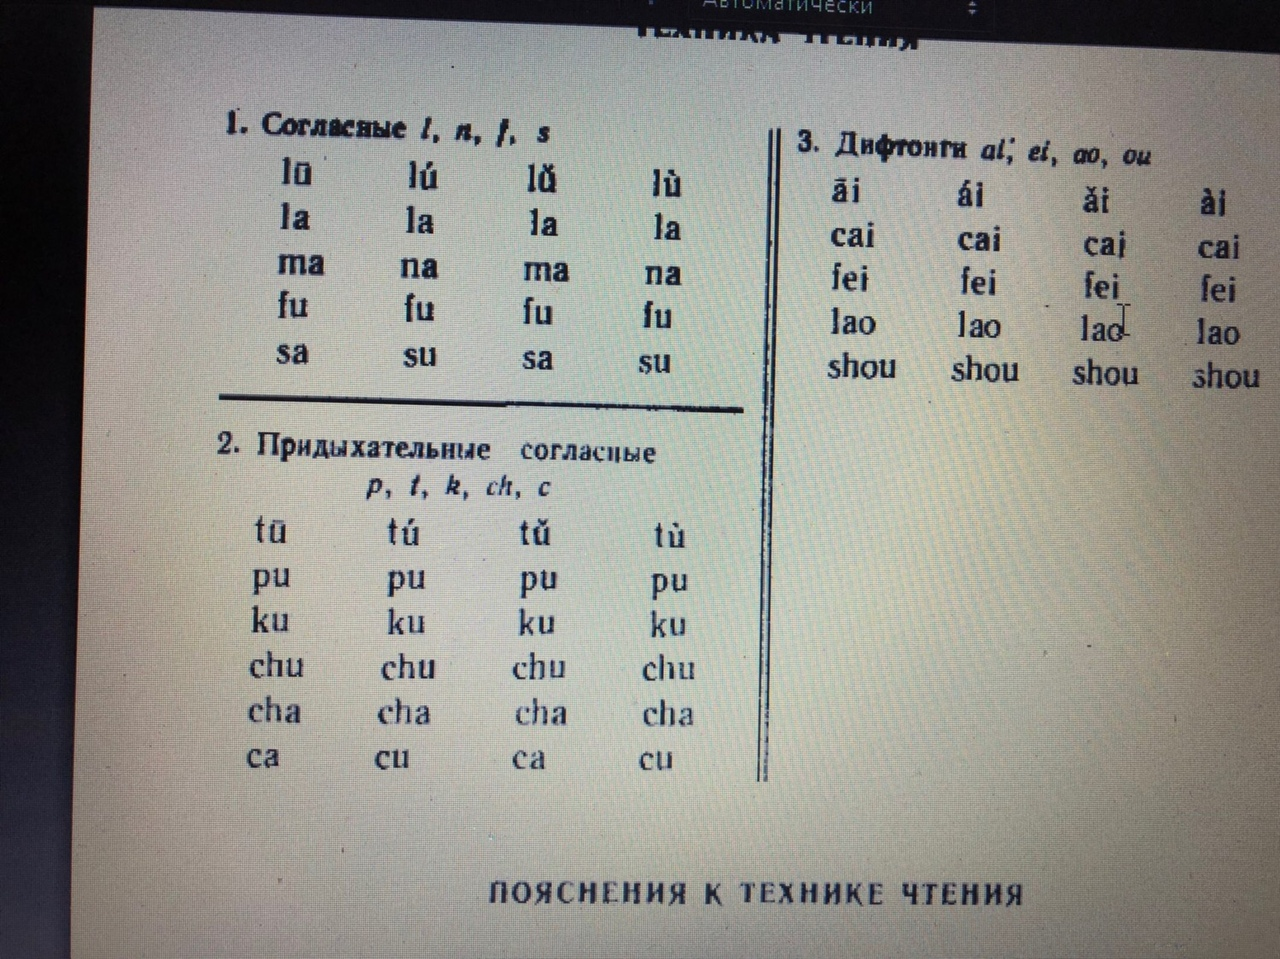 Автоматически
ТЕХНИКА ЧТЕНИЯ
1. Согласные l, n, f, s
lū lú lǔ lù
la la la la
ma na ma na
fu fu fu fu
sa su sa su
2. Придыхательные согласные
p, t, k, ch, c
tū tú tǔ tù
pu pu pu pu
ku ku ku ku
chu chu chu chu
cha cha cha cha
ca cu ca cu
3. Дифтонги ai, ei, ao, ou
āi ái ǎi ài
cai cai cai cai
fei fei fei fei
lao lao lao lao
shou shou shou shou
ПОЯСНЕНИЯ К ТЕХНИКЕ ЧТЕНИЯ